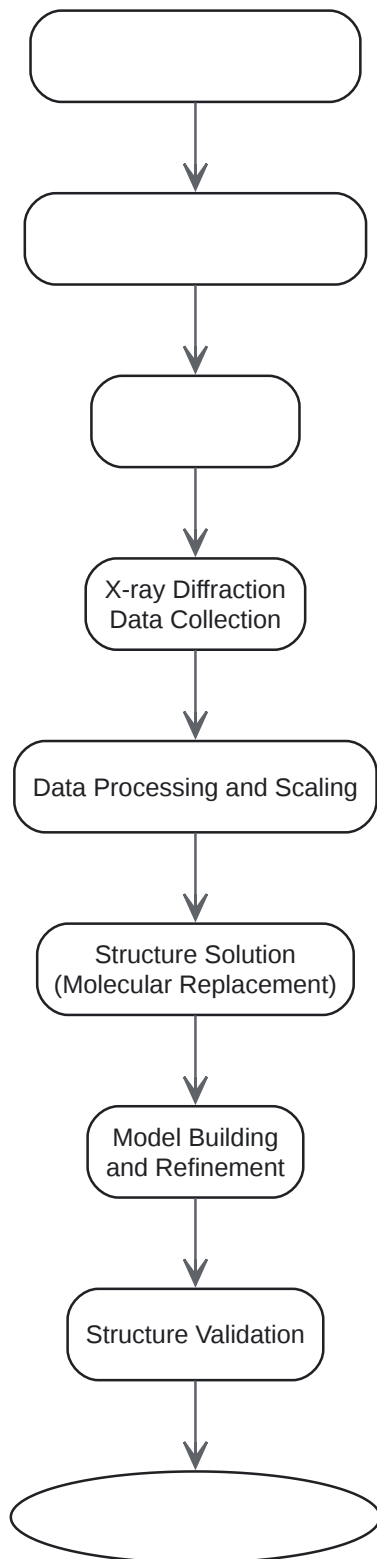 X-ray Diffraction
Data Collection
Data Processing and Scaling
Structure Solution
(Molecular Replacement)
Model Building
and Refinement
Structure Validation